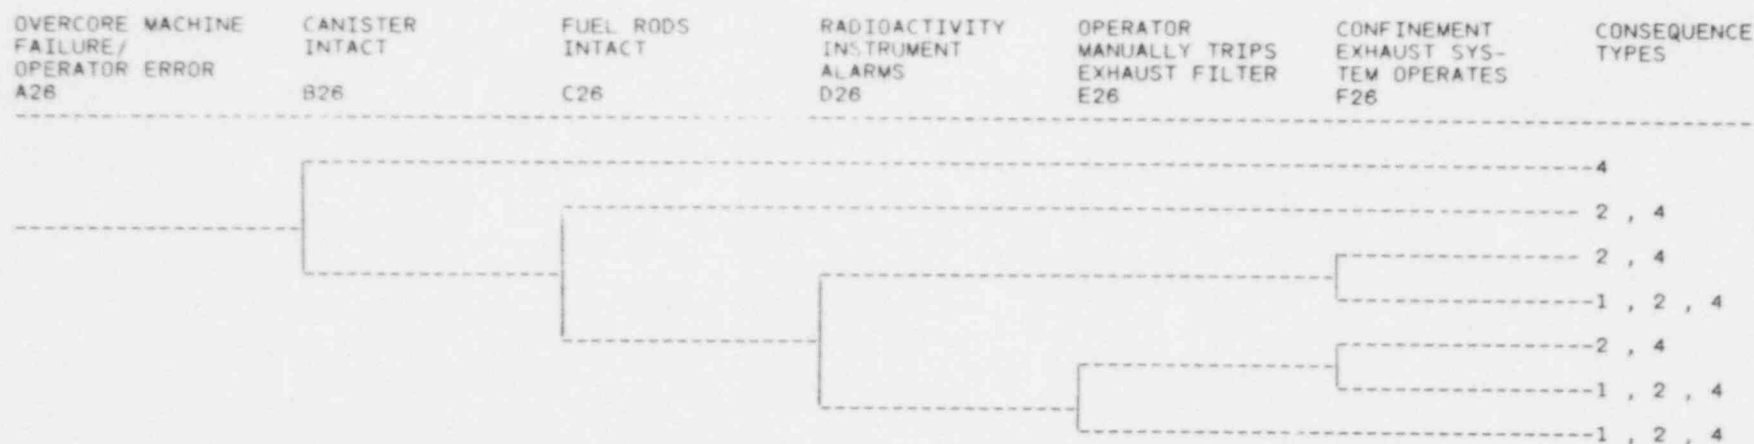 OVERCORE MACHINE
FAILURE/
OPERATOR ERROR
A26
CANISTER
INTACT
B26
FUEL RODS
INTACT
C26
RADIOACTIVITY
INSTRUMENT
ALARMS
D26
OPERATOR
MANUALLY TRIPS
EXHAUST FILTER
E26
CONFINEMENT
EXHAUST SYS-
TEM OPERATES
F26
CONSEQUENCE
TYPES
4
2 , 4
2 , 4
1 , 2 , 4
2 , 4
1 , 2 , 4
1 , 2 , 4